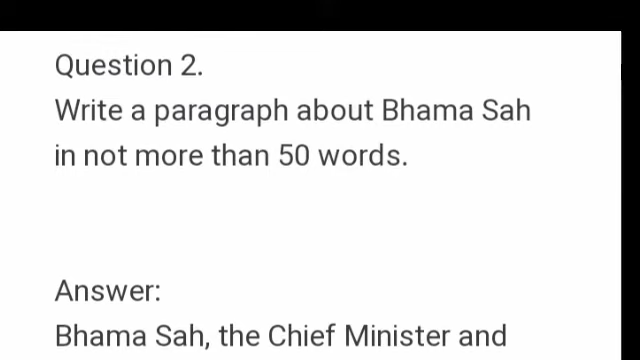 Question 2.
Write a paragraph about Bhama Sah
in not more than 50 words.
Answer:
Bhama Sah, the Chief Minister and